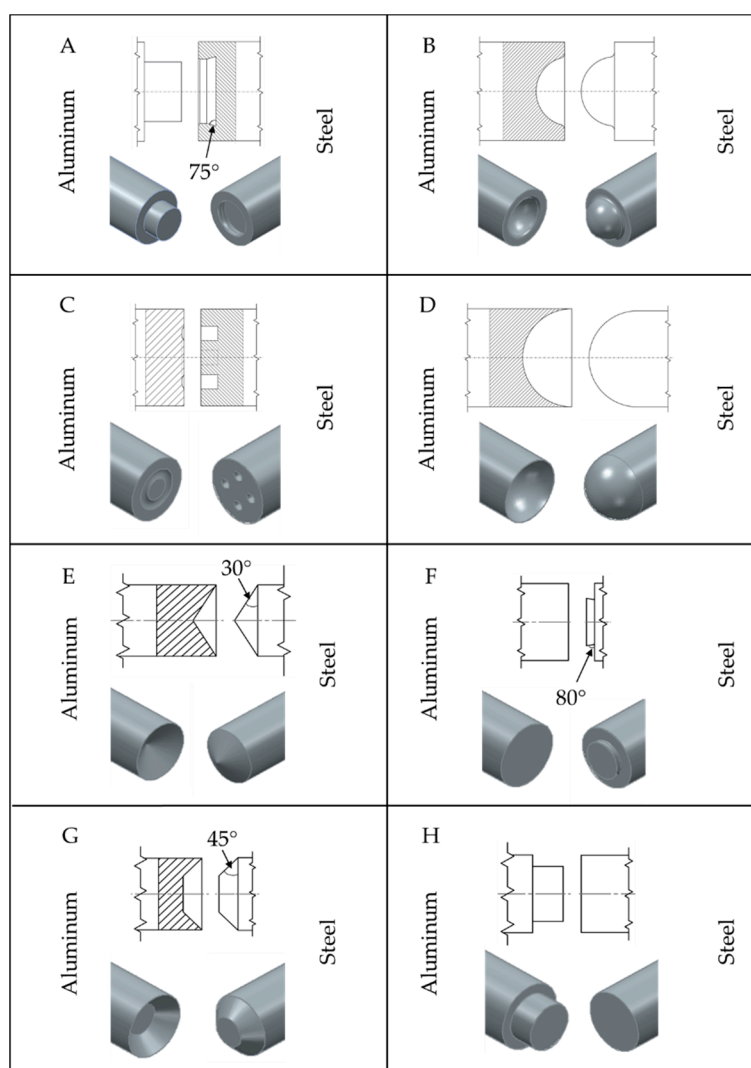 A
Aluminum
75°
Steel
B
Aluminum
Steel
C
Aluminum
Steel
D
Aluminum
Steel
E
Aluminum
30°
Steel
F
Aluminum
80°
Steel
G
Aluminum
45°
Steel
H
Aluminum
Steel